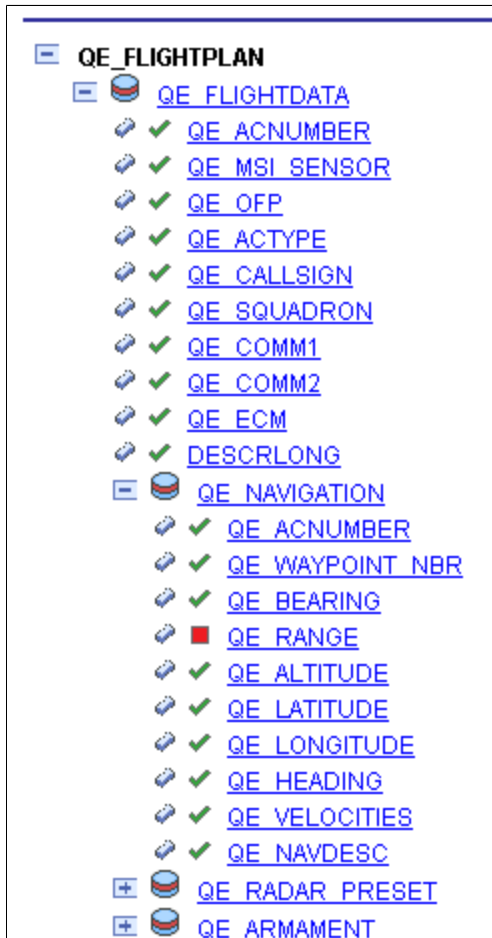 QE_FLIGHTPLAN
QE_FLIGHTDATA
QE_ACNUMBER
QE_MSI_SENSOR
QE_OFP
QE_ACTYPE
QE_CALLSIGN
QE_SQUADRON
QE_COMM1
QE_COMM2
QE_ECM
DESCRLONG
QE_NAVIGATION
QE_ACNUMBER
QE_WAYPOINT_NBR
QE_BEARING
QE_RANGE
QE_ALTITUDE
QE_LATITUDE
QE_LONGITUDE
QE_HEADING
QE_VELOCITIES
QE_NAVDESC
QE_RADAR_PRESET
QE_ARMAMENT